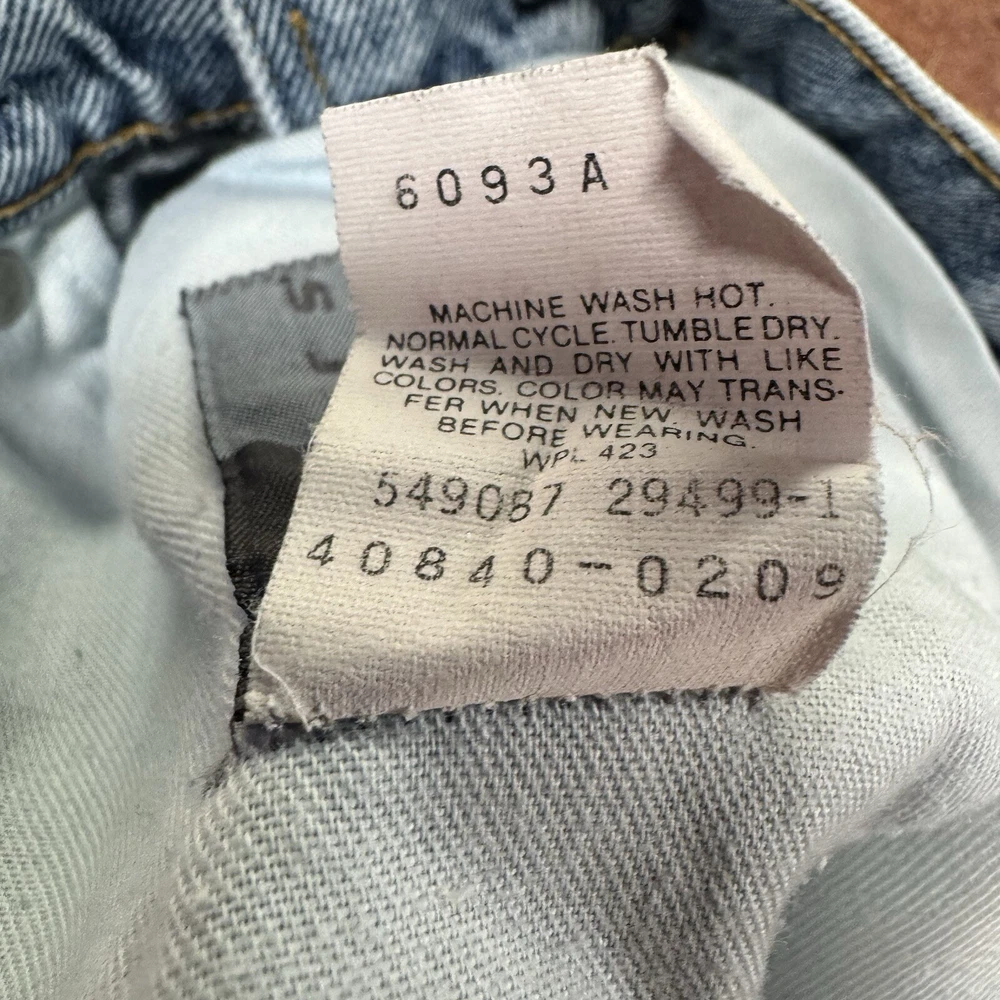 6093A
MACHINE WASH HOT.
NORMAL CYCLE. TUMBLE DRY.
WASH AND DRY WITH LIKE
COLORS. COLOR MAY TRANS-
FER WHEN NEW. WASH
BEFORE WEARING.
WPL 423
549087 29499-1
40840-0209